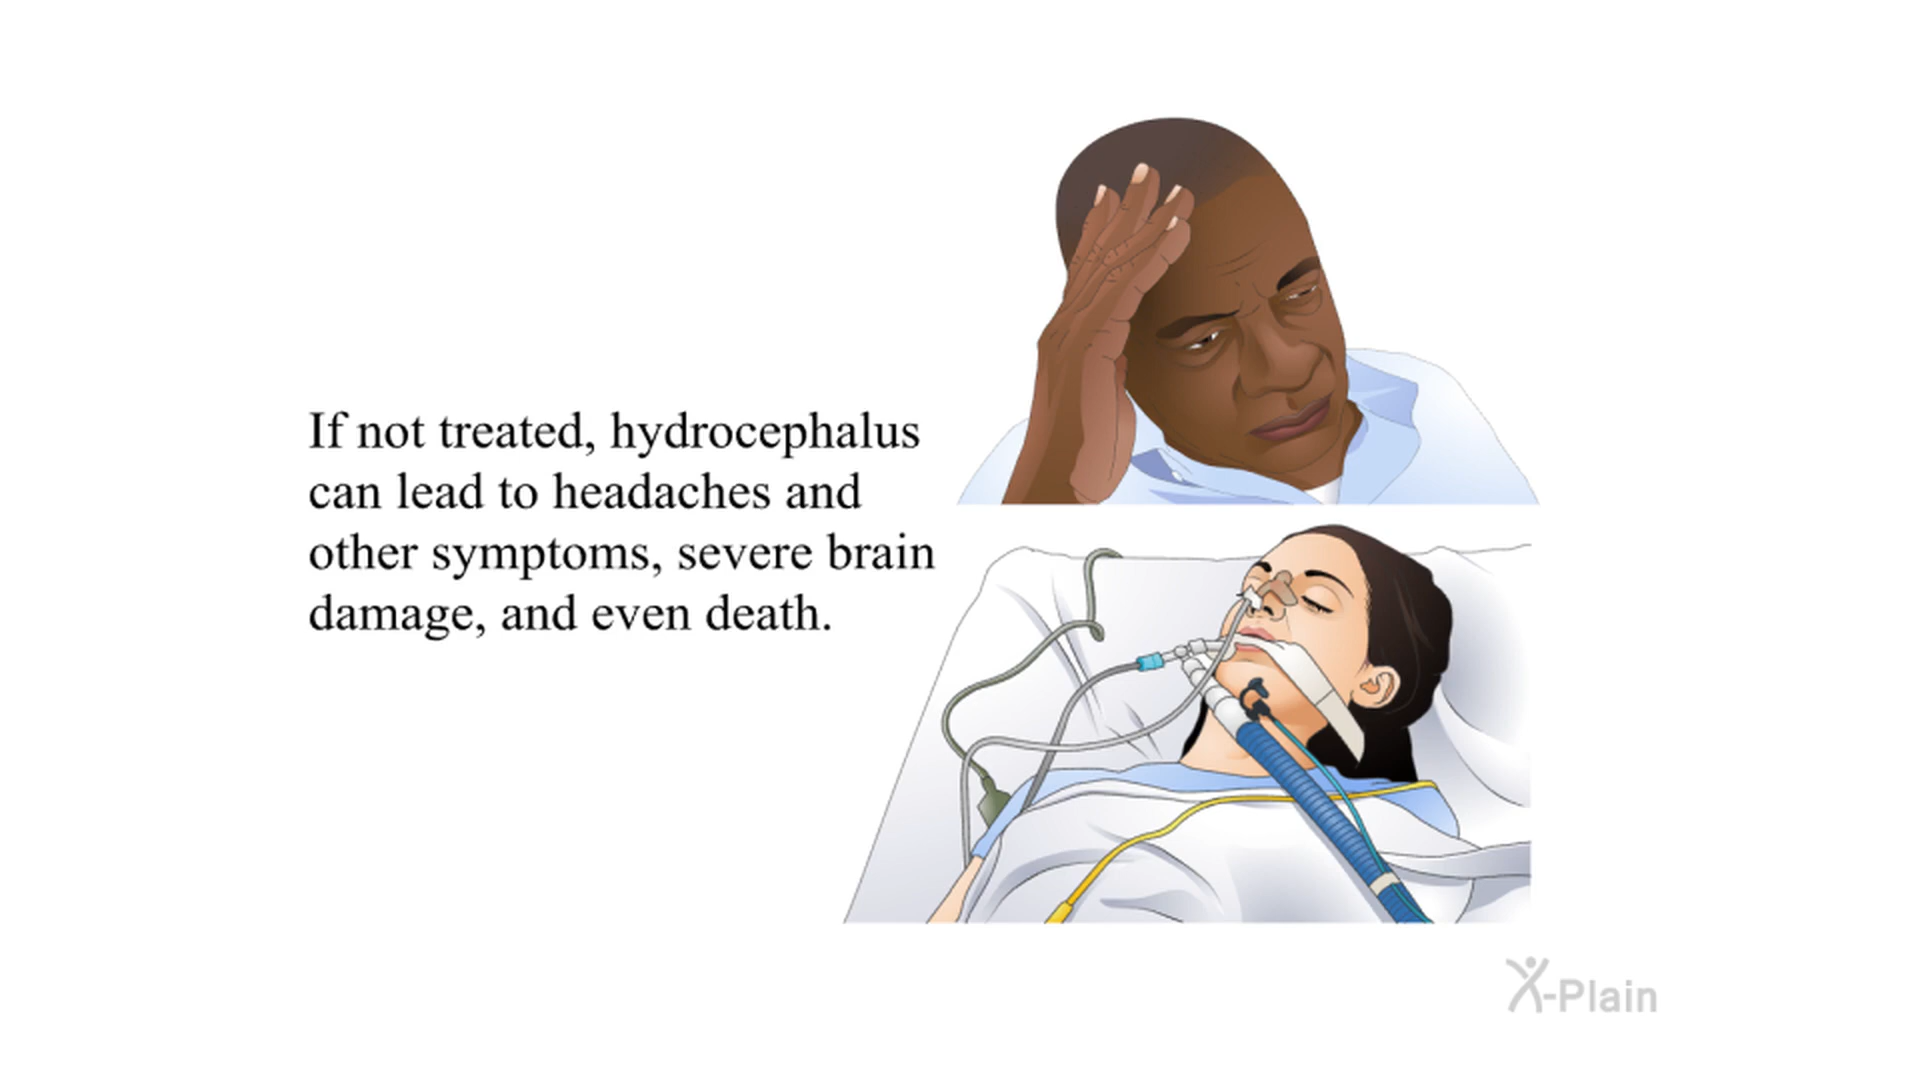 If not treated, hydrocephalus
can lead to headaches and
other symptoms, severe brain
damage, and even death.
X-Plain